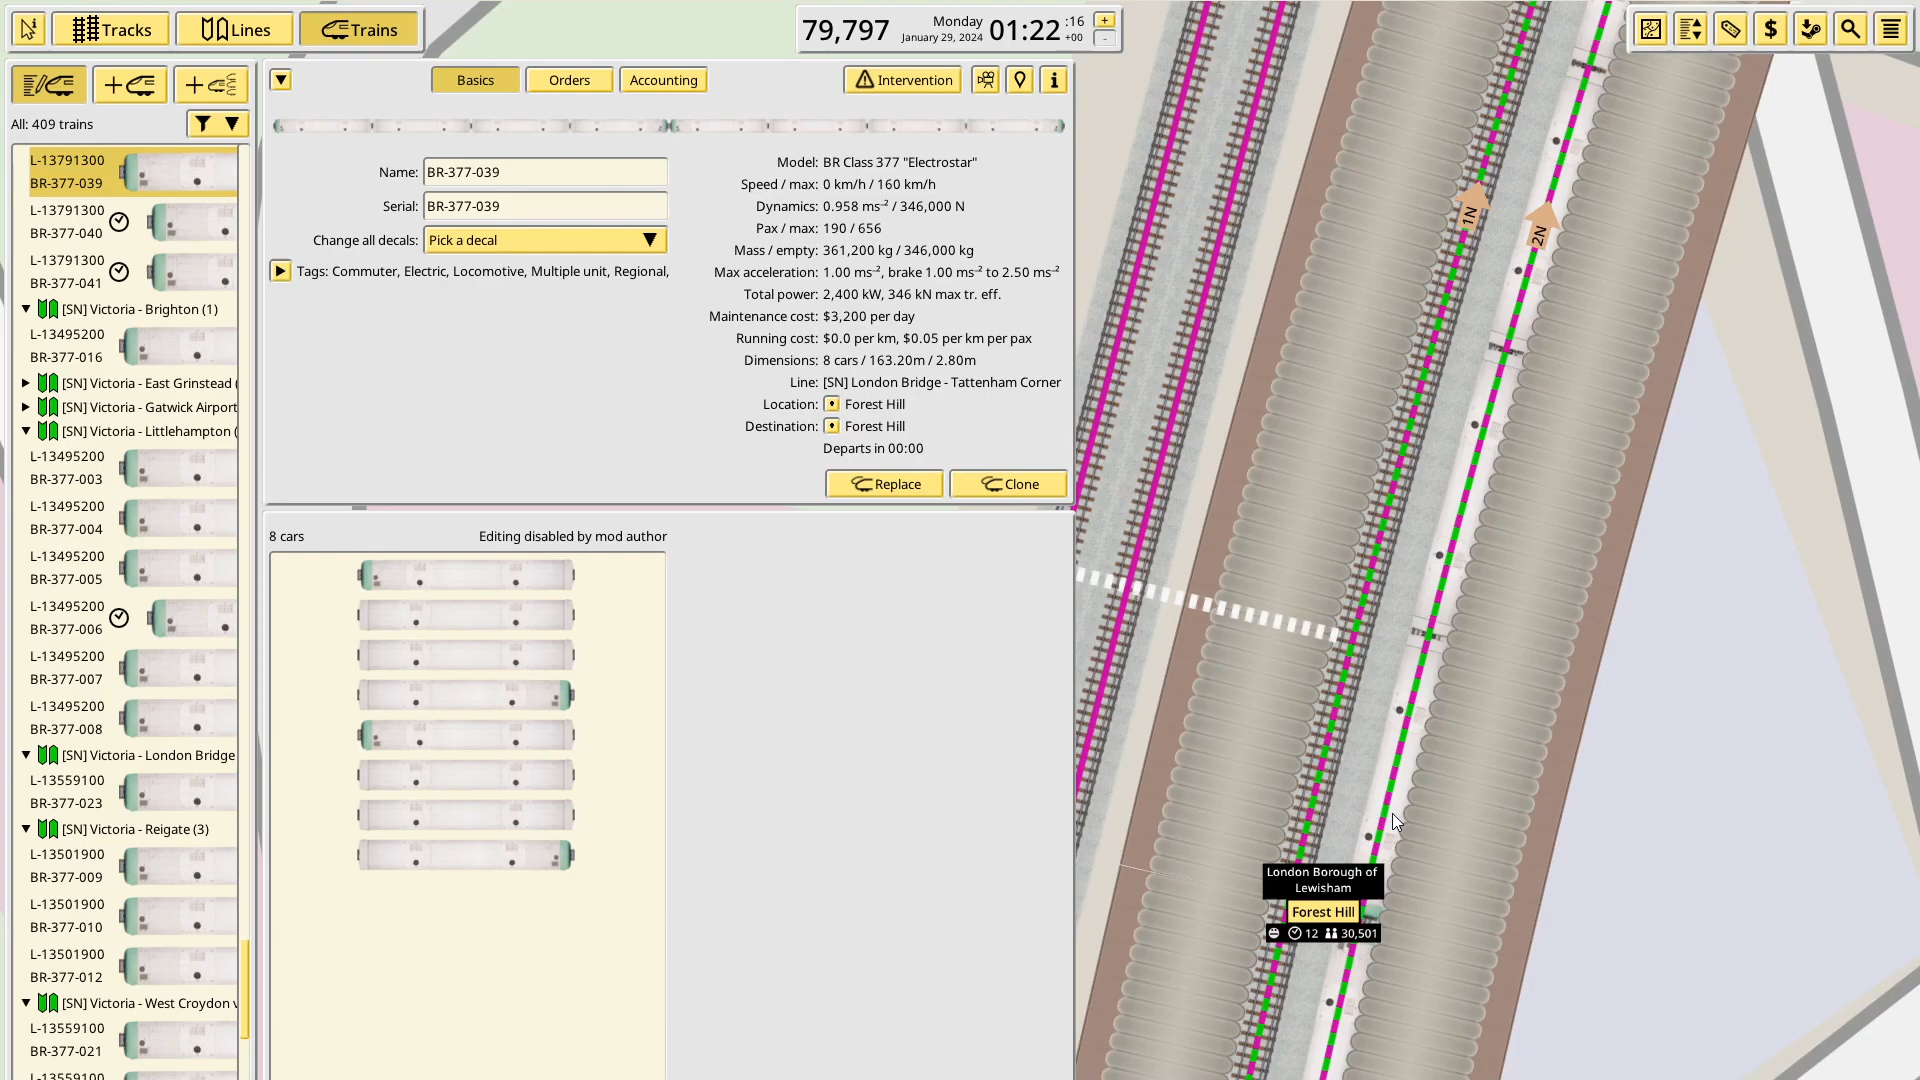 Tracks
Lines
Trains
79,797
Monday
January 29, 2024
01:22
:16
+00
+
-
All: 409 trains
L-13791300
BR-377-039
L-13791300
BR-377-040
L-13791300
BR-377-041
[SN] Victoria - Brighton (1)
L-13495200
BR-377-016
[SN] Victoria - East Grinstead (
[SN] Victoria - Gatwick Airport
[SN] Victoria - Littlehampton (
L-13495200
BR-377-003
L-13495200
BR-377-004
L-13495200
BR-377-005
L-13495200
BR-377-006
L-13495200
BR-377-007
L-13495200
BR-377-008
[SN] Victoria - London Bridge
L-13559100
BR-377-023
[SN] Victoria - Reigate (3)
L-13501900
BR-377-009
L-13501900
BR-377-010
L-13501900
BR-377-012
[SN] Victoria - West Croydon v
L-13559100
BR-377-021
L-13559100
Basics
Orders
Accounting
Intervention
Name: BR-377-039
Serial: BR-377-039
Change all decals: Pick a decal
Tags: Commuter, Electric, Locomotive, Multiple unit, Regional,
Model: BR Class 377 "Electrostar"
Speed / max: 0 km/h / 160 km/h
Dynamics: 0.958 ms⁻² / 346,000 N
Pax / max: 190 / 656
Mass / empty: 361,200 kg / 346,000 kg
Max acceleration: 1.00 ms⁻², brake 1.00 ms⁻² to 2.50 ms⁻²
Total power: 2,400 kW, 346 kN max tr. eff.
Maintenance cost: $3,200 per day
Running cost: $0.0 per km, $0.05 per km per pax
Dimensions: 8 cars / 163.20m / 2.80m
Line: [SN] London Bridge - Tattenham Corner
Location: Forest Hill
Destination: Forest Hill
Departs in 00:00
Replace
Clone
8 cars
Editing disabled by mod author
1N
2N
London Borough of
Lewisham
Forest Hill
12 30,501